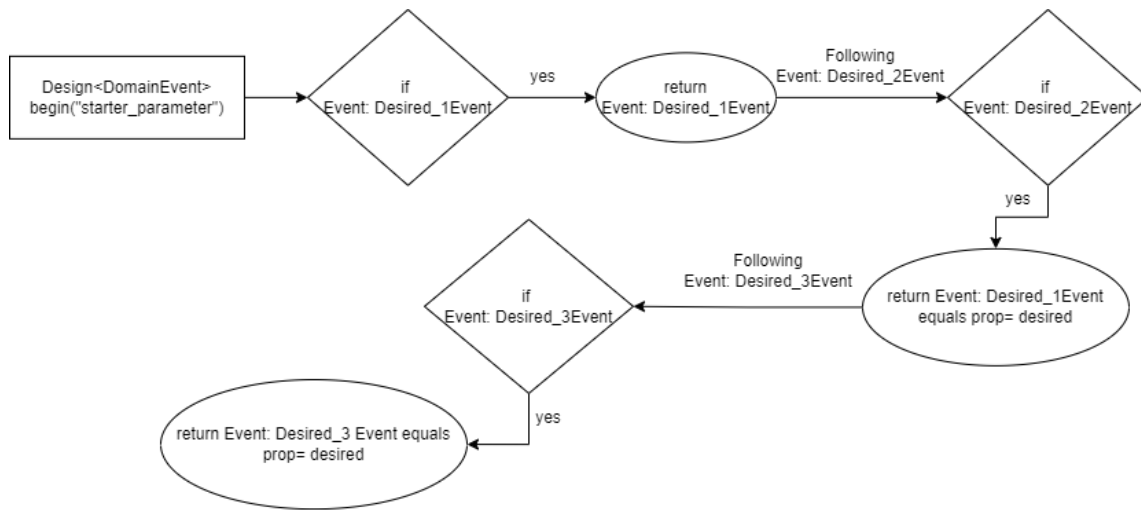 Design<DomainEvent>
begin("starter_parameter")
if
Event: Desired_1Event
yes
return
Event: Desired_1Event
Following
Event: Desired_2Event
if
Event: Desired_2Event
yes
return Event: Desired_1Event
equals prop= desired
Following
Event: Desired_3Event
if
Event: Desired_3Event
yes
return Event: Desired_3 Event equals
prop= desired